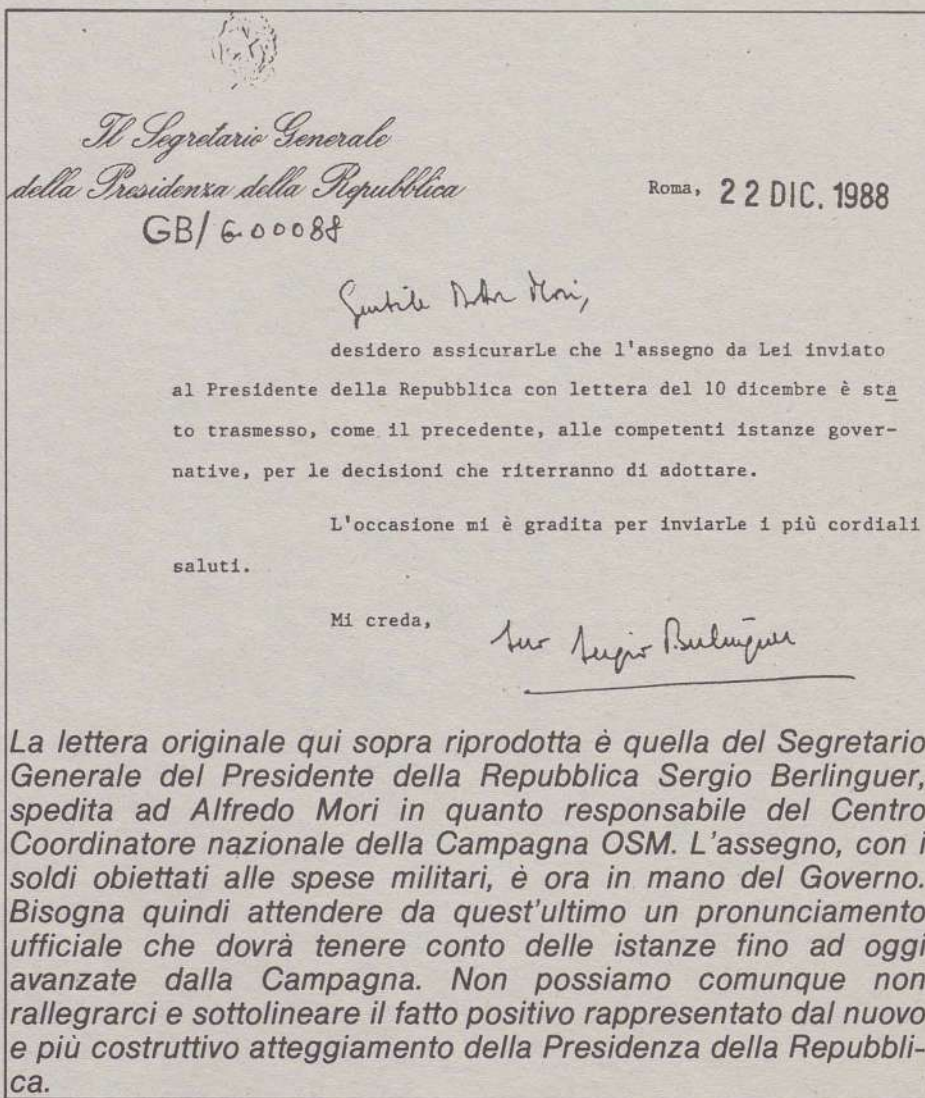 Il Segretario Generale
della Presidenza della Repubblica
Roma, 22 DIC. 1988
GB/600088
Gentile Dottor Mori,
desidero assicurarLe che l'assegno da Lei inviato
al Presidente della Repubblica con lettera del 10 dicembre è sta
to trasmesso, come il precedente, alle competenti istanze gover-
native, per le decisioni che riterranno di adottare.
L'occasione mi è gradita per inviarLe i più cordiali
saluti.
Mi creda,
Suo Sergio Berlinguer
La lettera originale qui sopra riprodotta è quella del Segretario
Generale del Presidente della Repubblica Sergio Berlinguer,
spedita ad Alfredo Mori in quanto responsabile del Centro
Coordinatore nazionale della Campagna OSM. L'assegno, con i
soldi obiettati alle spese militari, è ora in mano del Governo.
Bisogna quindi attendere da quest'ultimo un pronunciamento
ufficiale che dovrà tenere conto delle istanze fino ad oggi
avanzate dalla Campagna. Non possiamo comunque non
rallegrarci e sottolineare il fatto positivo rappresentato dal nuovo
e più costruttivo atteggiamento della Presidenza della Repubbli-
ca.